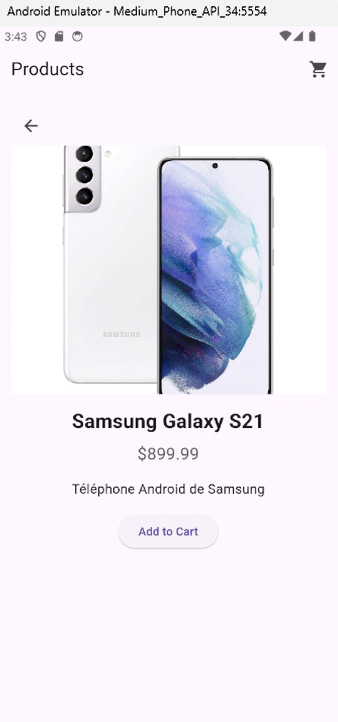 Android Emulator - Medium_Phone_API_34:5554
3:43
Products
SAMSUNG
Samsung Galaxy S21
$899.99
Téléphone Android de Samsung
Add to Cart